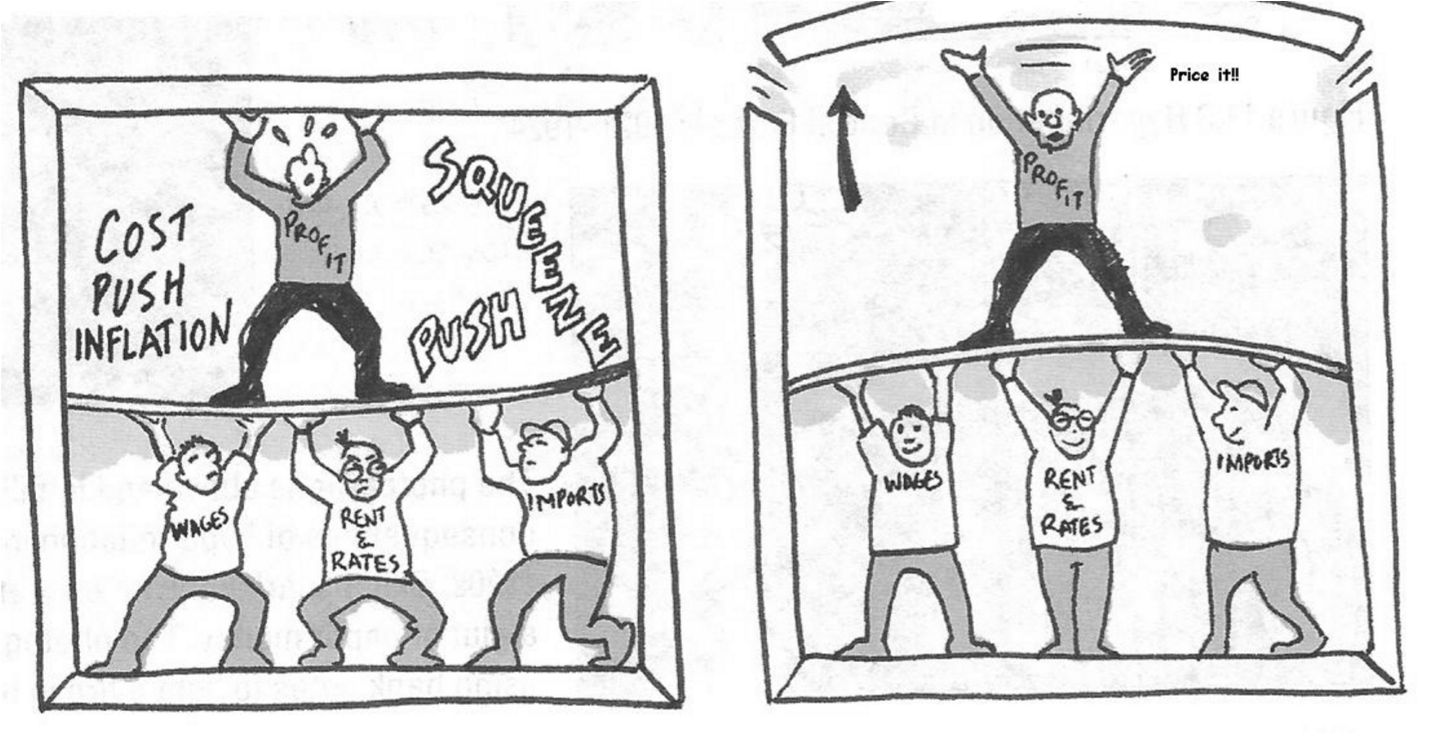 COST
PUSH
INFLATION
PROFIT
SQUEEZE
PUSH
WAGES
RENT
&
RATES
IMPORTS
Price it!!
PROFIT
WAGES
RENT
&
RATES
IMPORTS